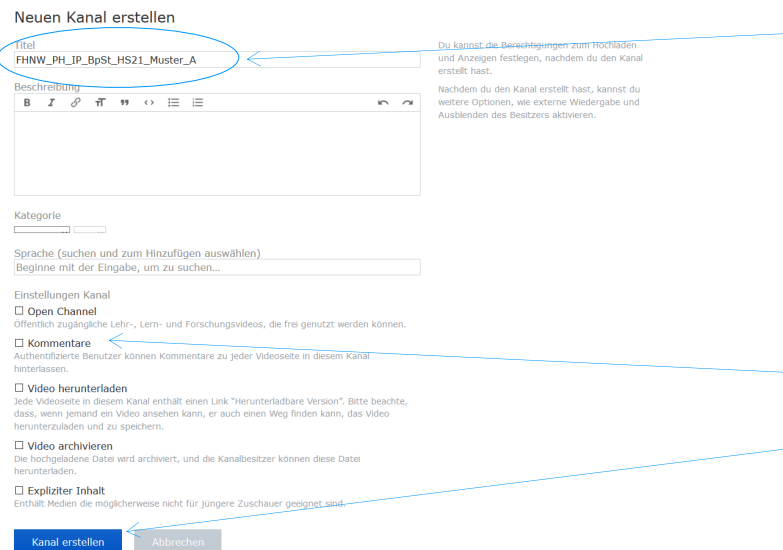 Neuen Kanal erstellen
Titel
FHNW_PH_IP_BpSt_HS21_Muster_A
Beschreibung
Kategorie
Sprache (suchen und zum Hinzufügen auswählen)
Beginne mit der Eingabe, um zu suchen...
Einstellungen Kanal
Open Channel
Öffentlich zugängliche Lehr-, Lern- und Forschungsvideos, die frei genutzt werden können.
Kommentare
Authentifizierte Benutzer können Kommentare zu jeder Videoseite in diesem Kanal
hinterlassen.
Video herunterladen
Jede Videoseite in diesem Kanal enthält einen Link "Herunterladbare Version". Bitte beachte,
dass, wenn jemand ein Video ansehen kann, er auch einen Weg finden kann, das Video
herunterzuladen und zu speichern.
Video archivieren
Die hochgeladene Datei wird archiviert, und die Kanalbesitzer können diese Datei
herunterladen.
Expliziter Inhalt
Enthält Medien die möglicherweise nicht für jüngere Zuschauer geeignet sind.
Kanal erstellen
Abbrechen
Du kannst die Berechtigungen zum Hochladen
und Anzeigen festlegen, nachdem du den Kanal
erstellt hast.
Nachdem du den Kanal erstellt hast, kannst du
weitere Optionen, wie externe Wiedergabe und
Ausblenden des Besitzers aktivieren.